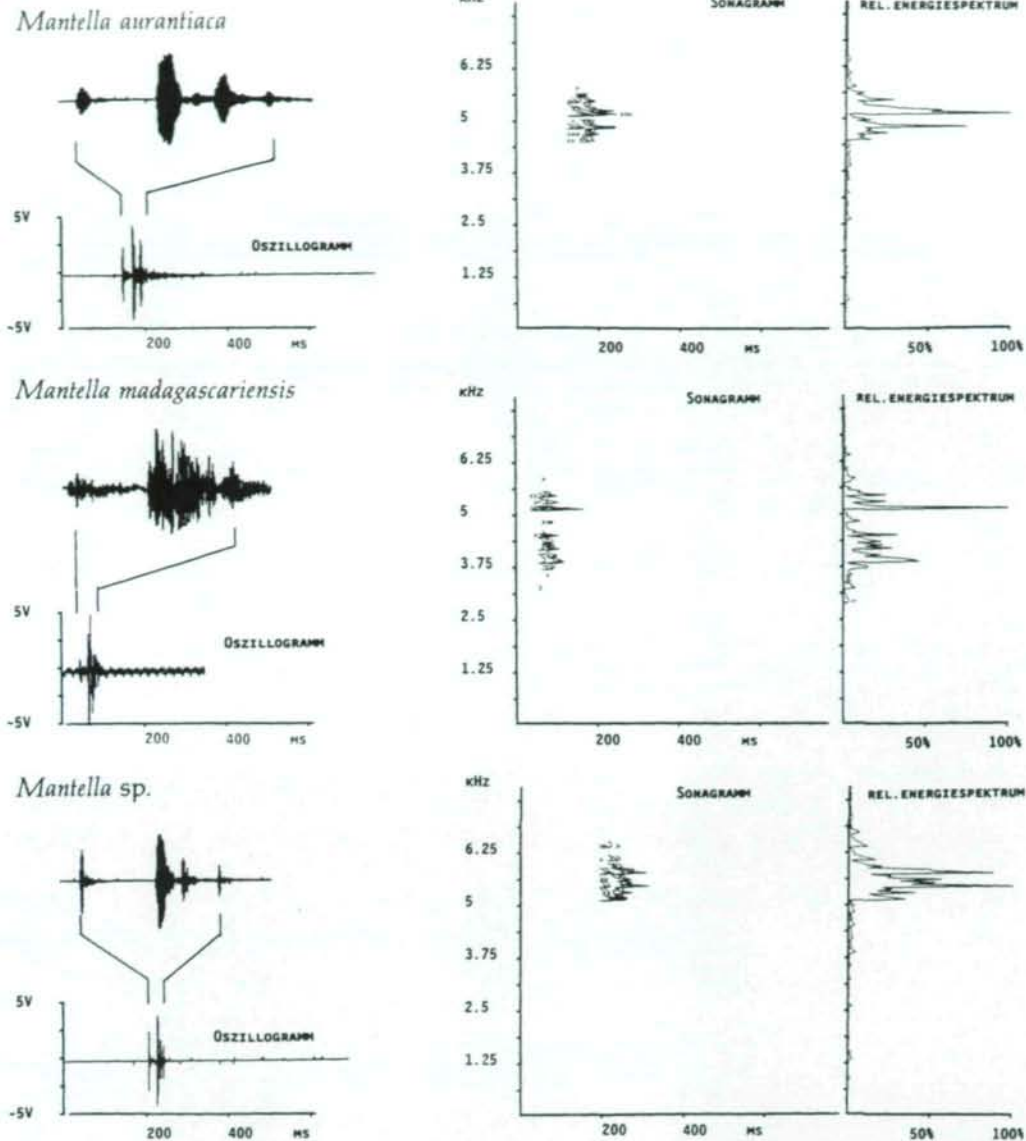 kHz SONAGRAMM REL.ENERGIESPEKTRUM
Mantella aurantiaca
6.25
5
3.75
5V
OSZILLOGRAMM
2.5
1.25
-5V
200 400 MS
200 400 MS
50% 100%
Mantella madagascariensis
kHz SONAGRAMM REL.ENERGIESPEKTRUM
6.25
5
3.75
5V
OSZILLOGRAMM
2.5
1.25
-5V
200 400 MS
200 400 MS
50% 100%
Mantella sp.
kHz SONAGRAMM REL.ENERGIESPEKTRUM
6.25
5
3.75
5V
OSZILLOGRAMM
2.5
1.25
-5V
200 400 MS
200 400 MS
50% 100%